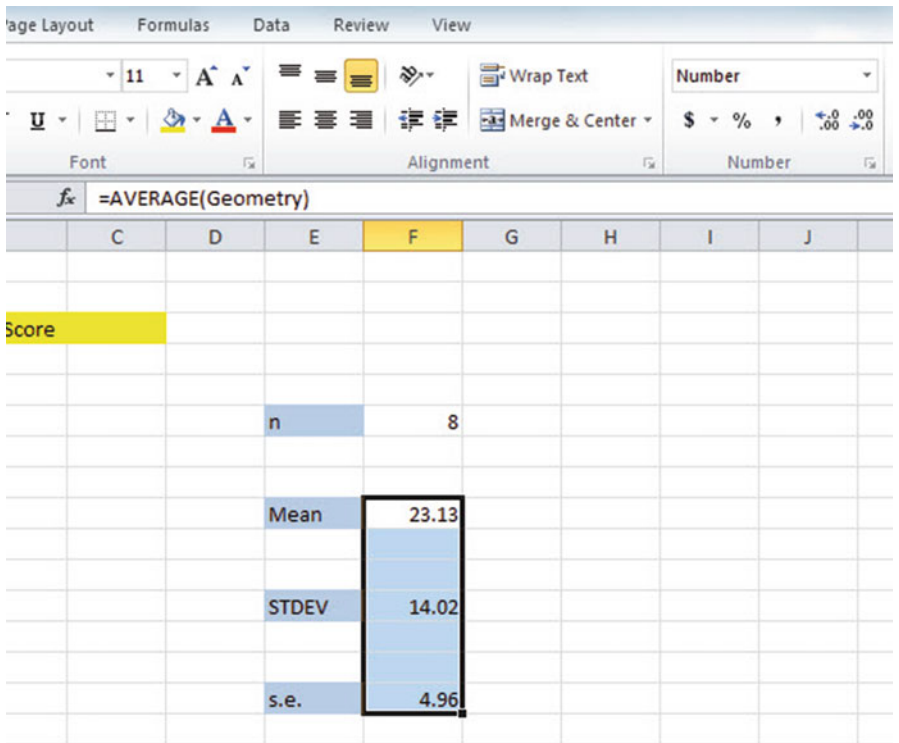 Page Layout Formulas Data Review View
11 A A Wrap Text Number
U A Merge & Center $ % , .0 .00 .00 .0
Font Alignment Number
fx =AVERAGE(Geometry)
C D E F G H I J
Score
n 8
Mean 23.13
STDEV 14.02
s.e. 4.96